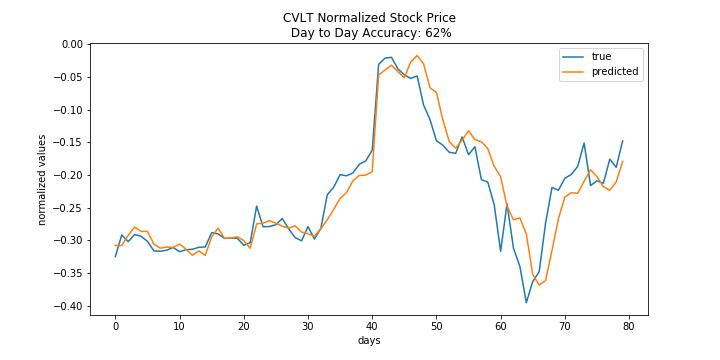 CVLT Normalized Stock Price
Day to Day Accuracy: 62%
true
predicted
normalized values
0.00
−0.05
−0.10
−0.15
−0.20
−0.25
−0.30
−0.35
−0.40
0 10 20 30 40 50 60 70 80
days